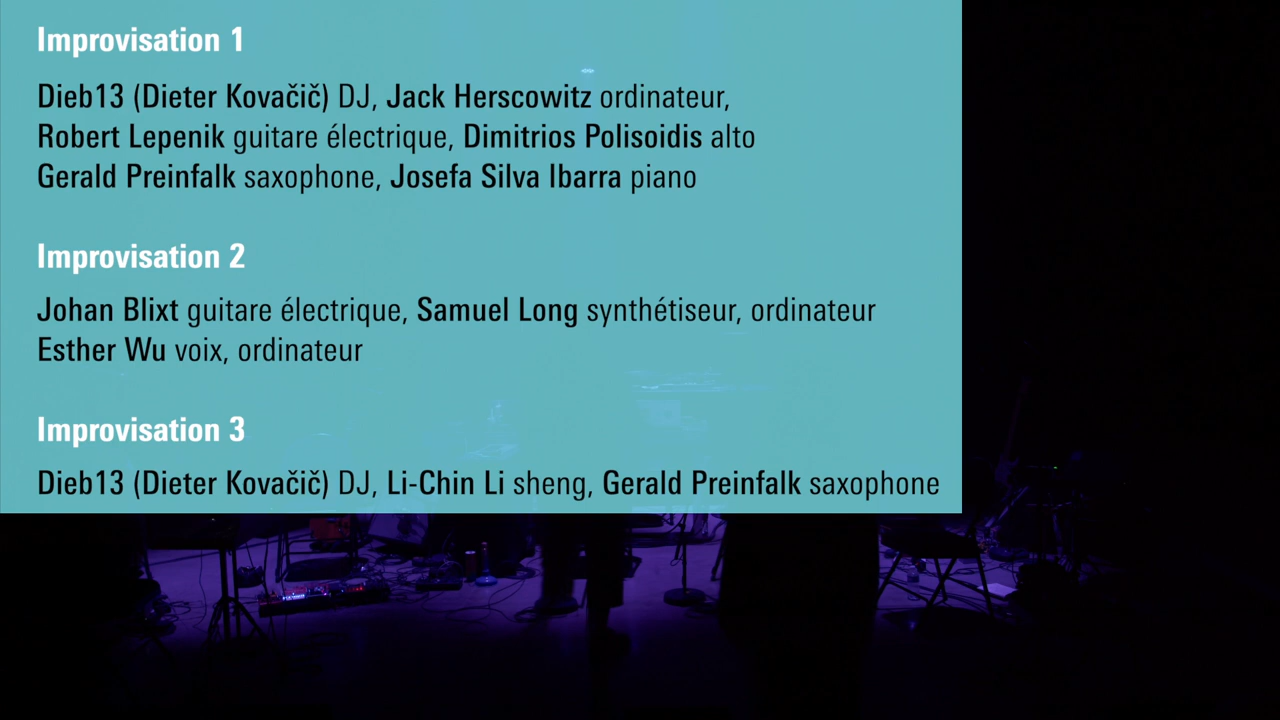 Improvisation 1
Dieb13 (Dieter Kovačič) DJ, Jack Herscowitz ordinateur,
Robert Lepenik guitare électrique, Dimitrios Polisoidis alto
Gerald Preinfalk saxophone, Josefa Silva Ibarra piano
Improvisation 2
Johan Blixt guitare électrique, Samuel Long synthétiseur, ordinateur
Esther Wu voix, ordinateur
Improvisation 3
Dieb13 (Dieter Kovačič) DJ, Li-Chin Li sheng, Gerald Preinfalk saxophone